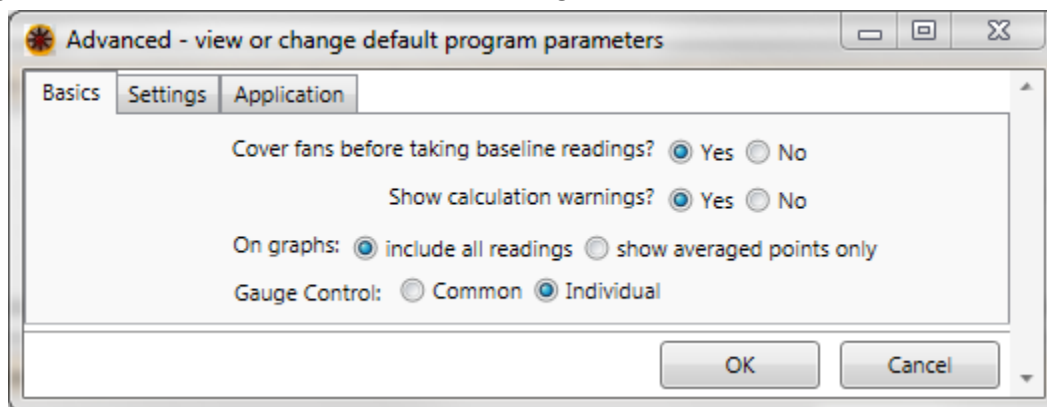 Advanced - view or change default program parameters
Basics Settings Application
Cover fans before taking baseline readings? Yes No
Show calculation warnings? Yes No
On graphs: include all readings show averaged points only
Gauge Control: Common Individual
OK Cancel